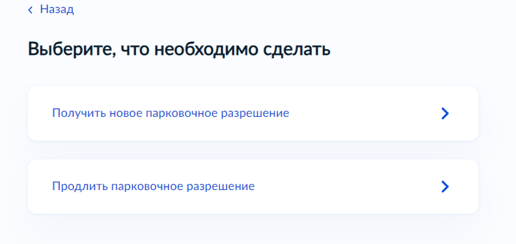 Назад
Выберите, что необходимо сделать
Получить новое парковочное разрешение
Продлить парковочное разрешение